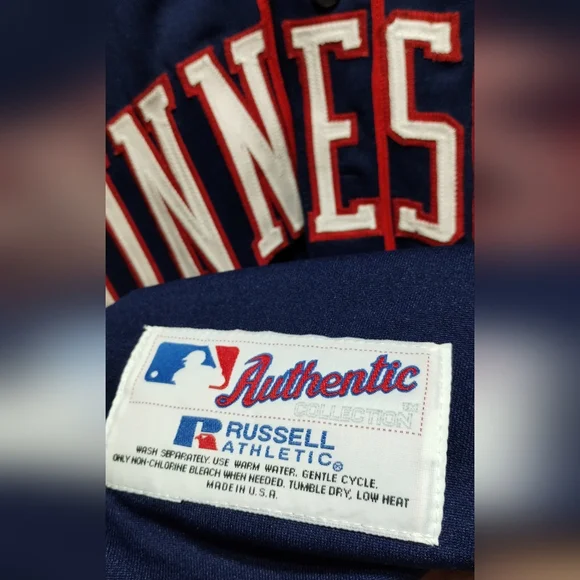 INNES
Authentic
COLLECTION™
RUSSELL
ATHLETIC®
WASH SEPARATELY. USE WARM WATER. GENTLE CYCLE.
ONLY NON-CHLORINE BLEACH WHEN NEEDED. TUMBLE DRY, LOW HEAT
MADE IN U.S.A.